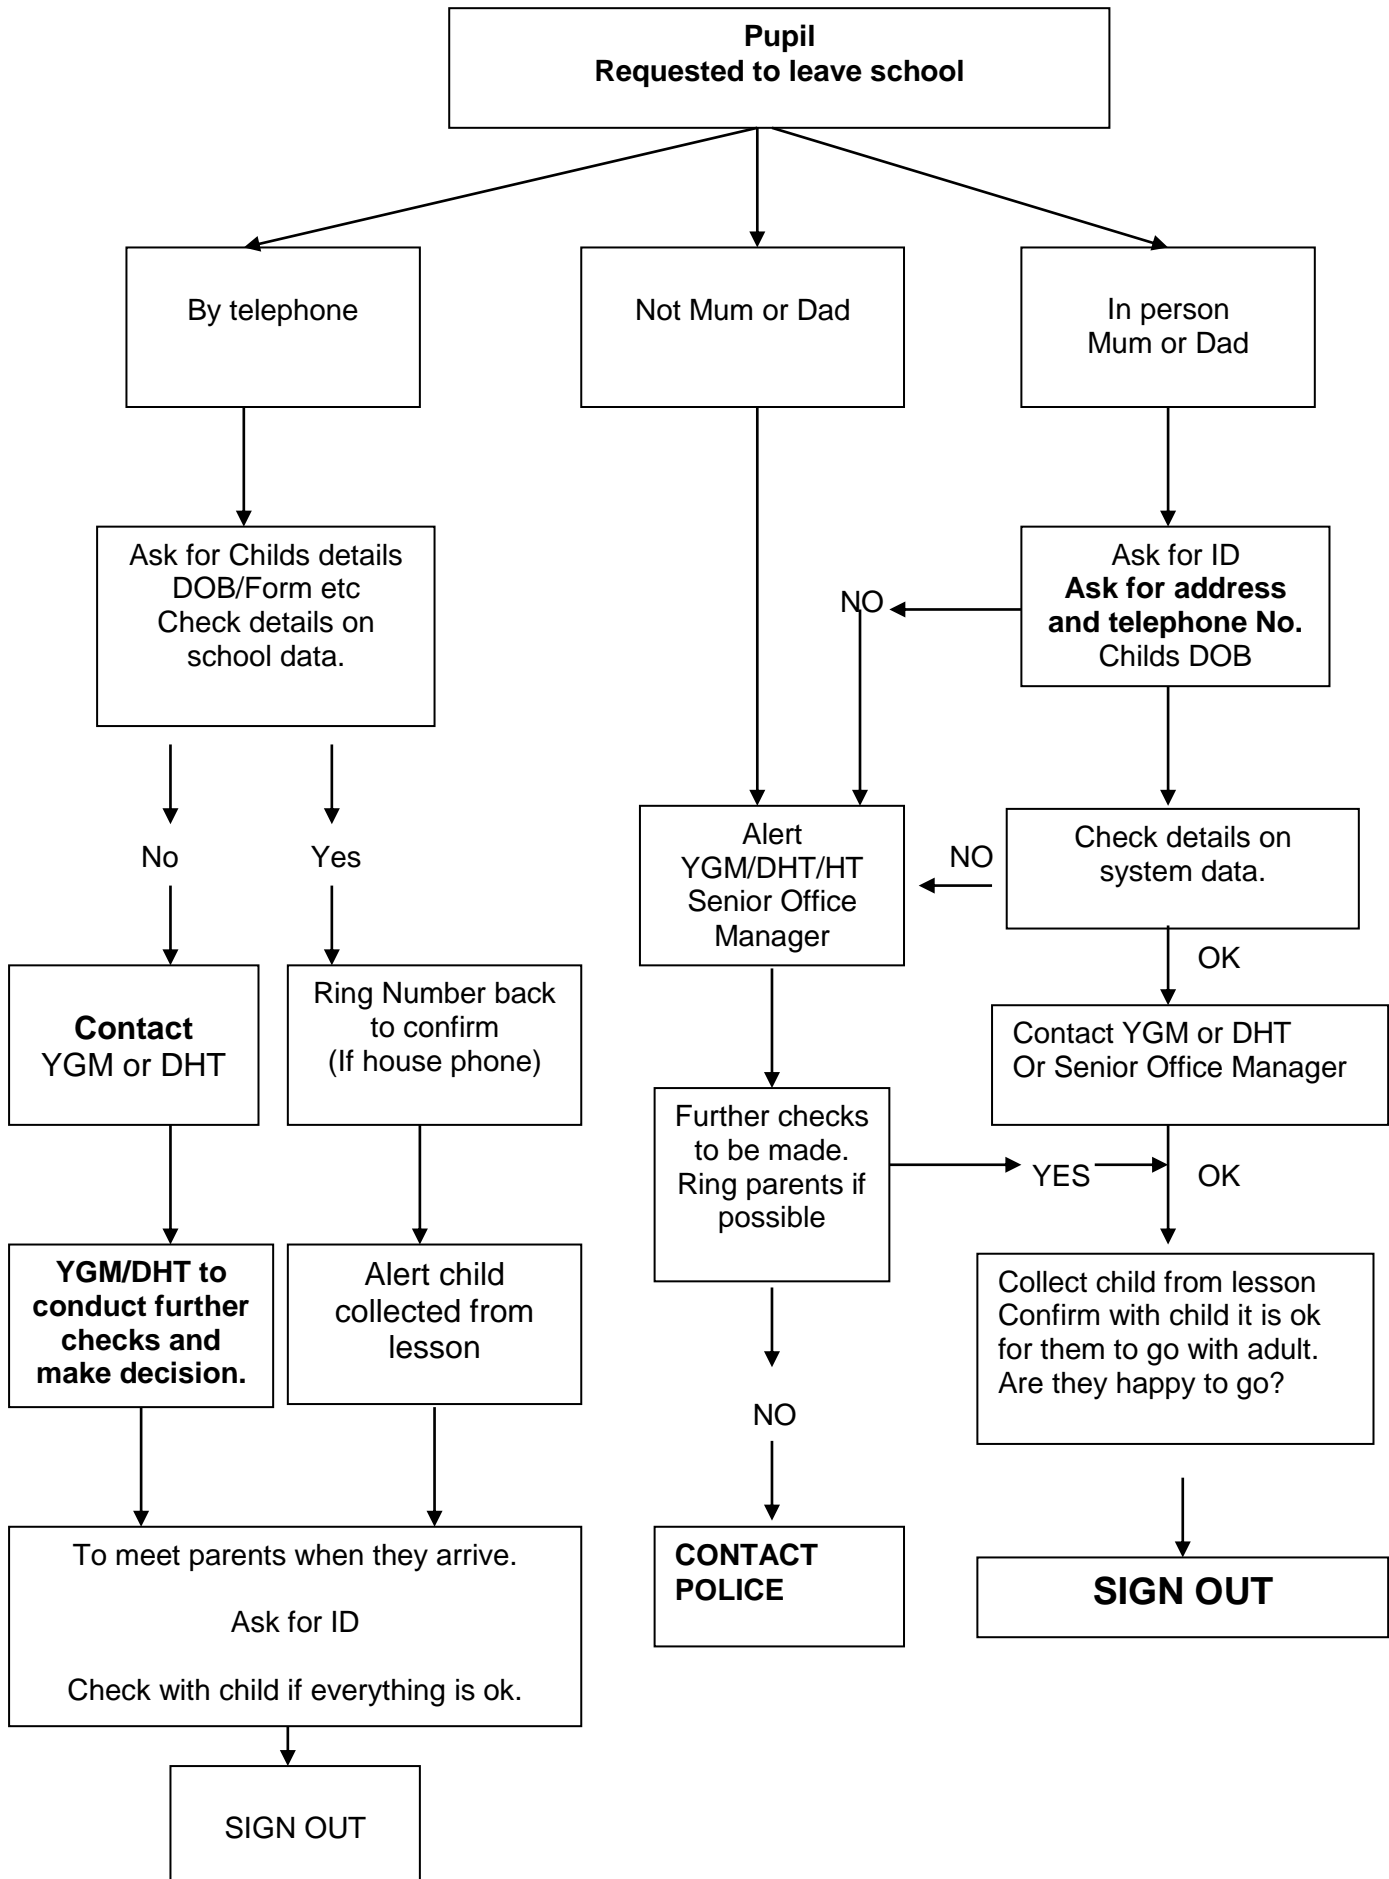 Pupil
Requested to leave school
By telephone
Not Mum or Dad
In person
Mum or Dad
Ask for Childs details
DOB/Form etc
Check details on
school data.
Ask for ID
Ask for address
and telephone No.
Childs DOB
NO
No
Yes
Alert
YGM/DHT/HT
Senior Office
Manager
NO
Check details on
system data.
OK
Contact
YGM or DHT
Ring Number back
to confirm
(If house phone)
Contact YGM or DHT
Or Senior Office Manager
Further checks
to be made.
Ring parents if
possible
YES
OK
YGM/DHT to
conduct further
checks and
make decision.
Alert child
collected from
lesson
Collect child from lesson
Confirm with child it is ok
for them to go with adult.
Are they happy to go?
NO
To meet parents when they arrive.
Ask for ID
Check with child if everything is ok.
CONTACT
POLICE
SIGN OUT
SIGN OUT